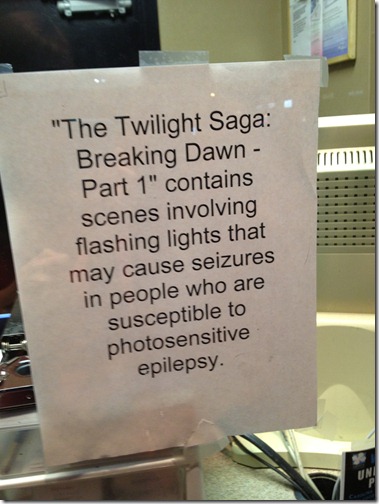 "The Twilight Saga:
Breaking Dawn -
Part 1" contains
scenes involving
flashing lights that
may cause seizures
in people who are
susceptible to
photosensitive
epilepsy.